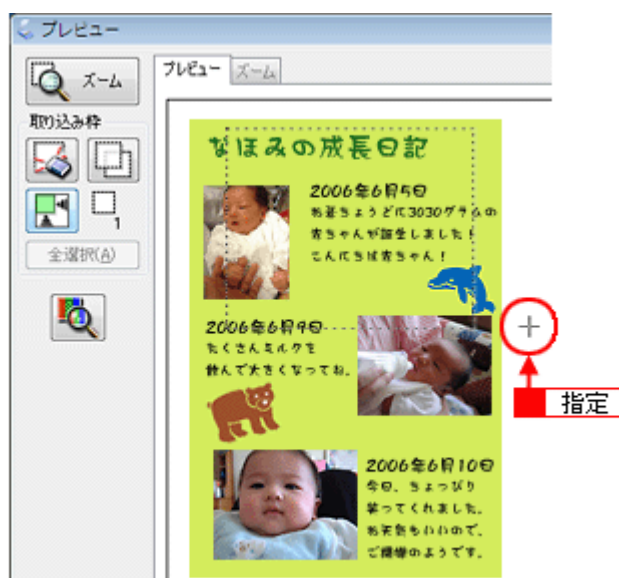 プレビュー
ズーム
プレビュー ズーム
取り込み枠
1
全選択(A)
なほみの成長日記
2006年6月5日
お昼ちょうどに3030グラムの
赤ちゃんが誕生しました!
こんにちは赤ちゃん!
2006年6月9日
たくさんミルクを
飲んで大きくなってね。
指定
2006年6月10日
今日、ちょっぴり
笑ってくれました。
お天気もいいので、
ご機嫌のようです。